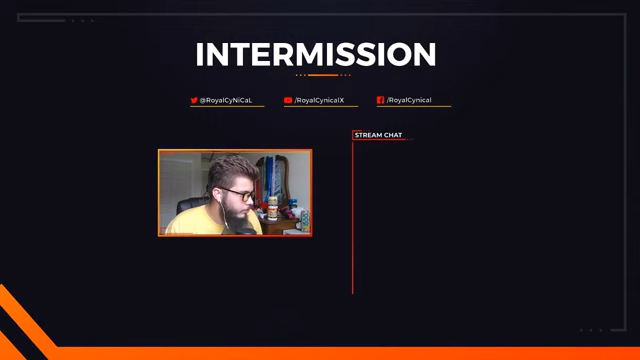 INTERMISSION
@RoyalCyNiCaL /RoyalCynicalX /RoyalCynical
STREAM CHAT